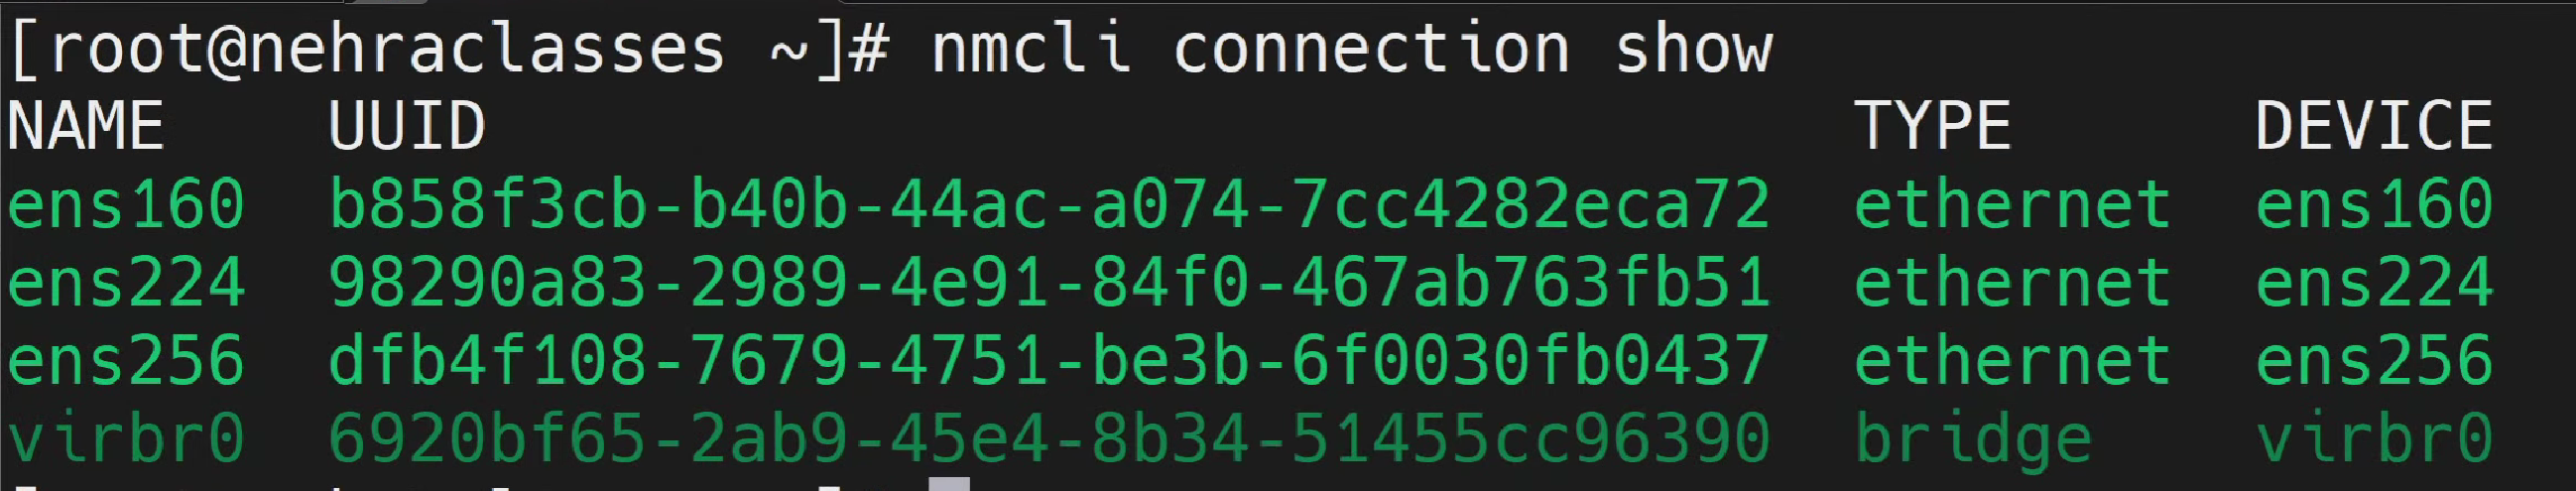 [root@nehraclasses ~]# nmcli connection show
NAME    UUID                                  TYPE      DEVICE
ens160  b858f3cb-b40b-44ac-a074-7cc4282eca72  ethernet  ens160
ens224  98290a83-2989-4e91-84f0-467ab763fb51  ethernet  ens224
ens256  dfb4f108-7679-4751-be3b-6f0030fb0437  ethernet  ens256
virbr0  6920bf65-2ab9-45e4-8b34-51455cc96390  bridge    virbr0